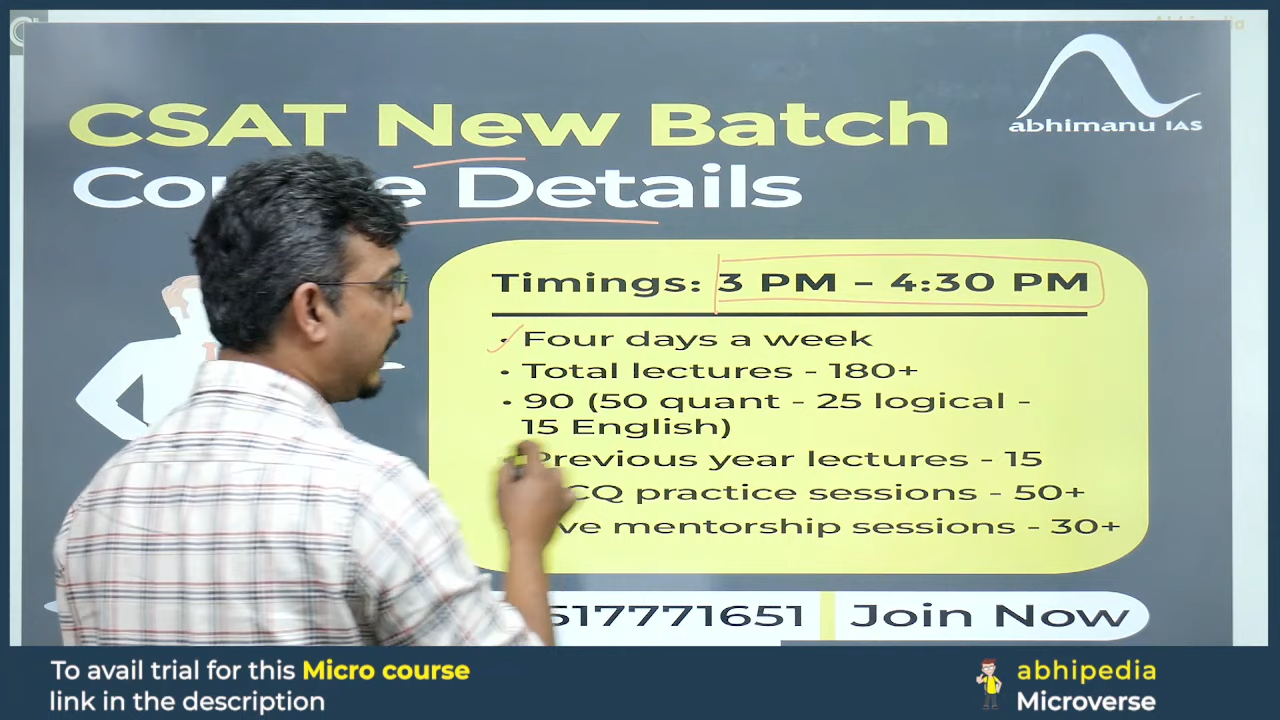 abhimanu IAS
CSAT New Batch
Details
Timings: 3 PM - 4:30 PM
• Four days a week
• Total lectures - 180+
• 90 (50 quant - 25 logical -
15 English)
Previous year lectures - 15
CQ practice sessions - 50+
ve mentorship sessions - 30+
517771651 Join Now
To avail trial for this Micro course
link in the description
abhipedia
Microverse